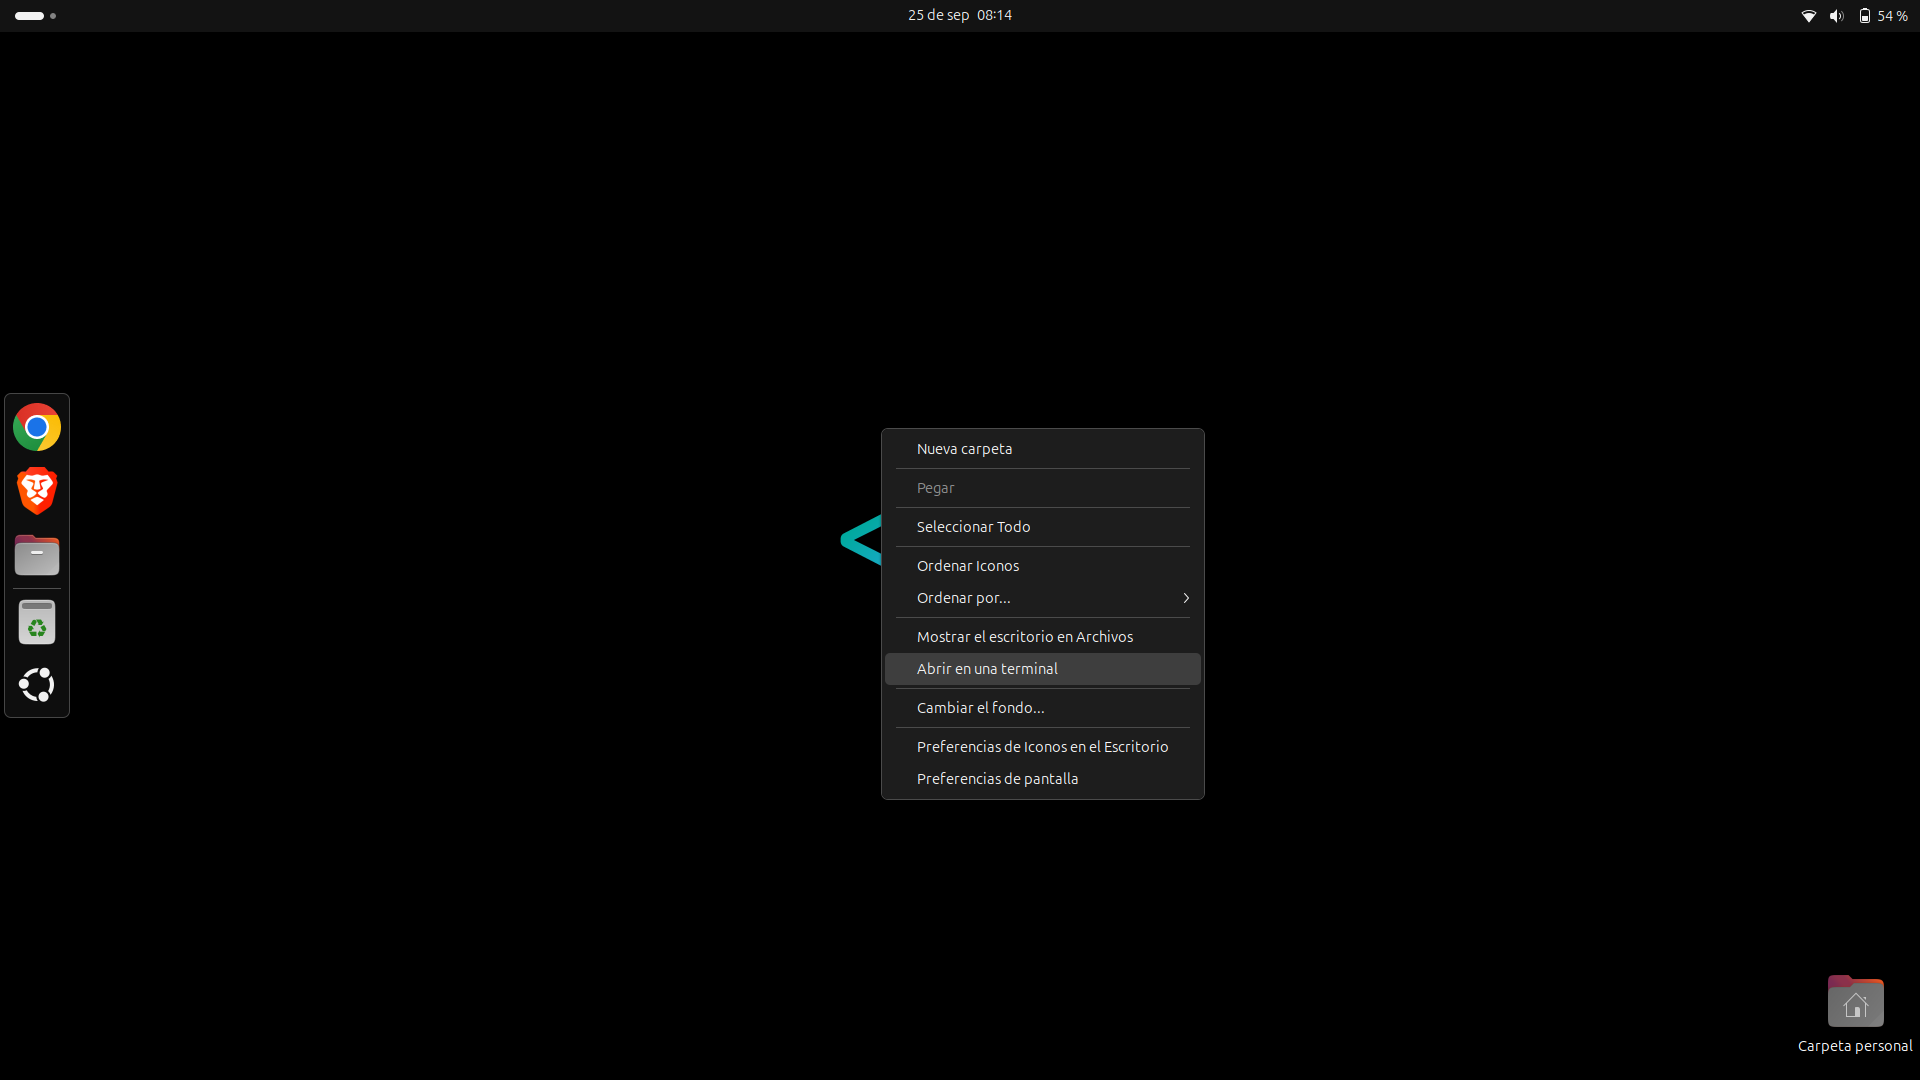 25 de sep 08:14
54 %
Nueva carpeta
Pegar
Seleccionar Todo
Ordenar Iconos
Ordenar por...
Mostrar el escritorio en Archivos
Abrir en una terminal
Cambiar el fondo...
Preferencias de Iconos en el Escritorio
Preferencias de pantalla
Carpeta personal